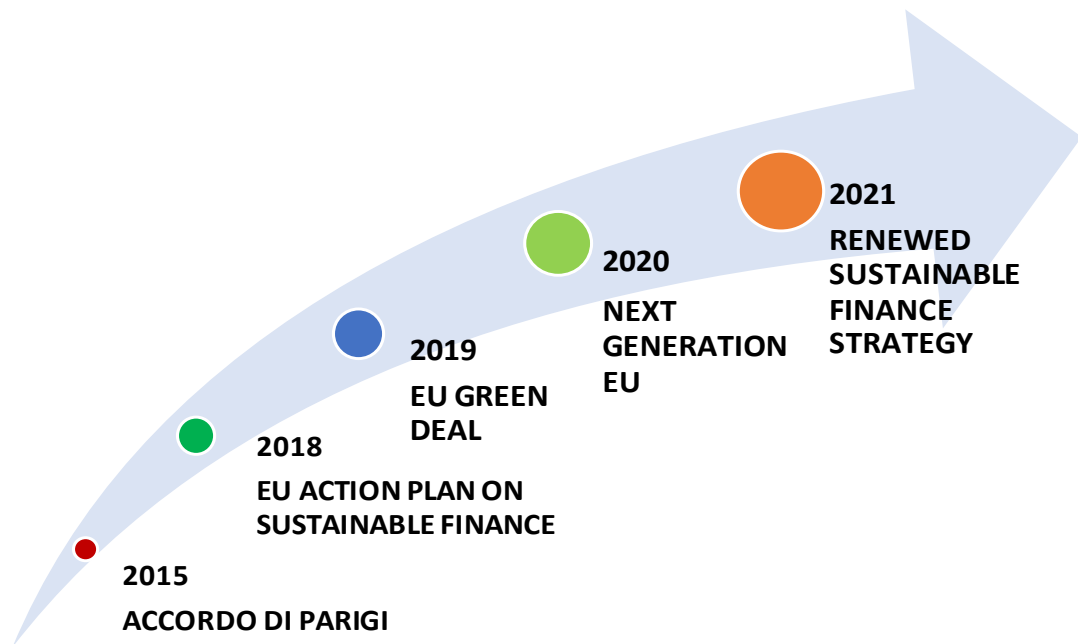 2015
ACCORDO DI PARIGI
2018
EU ACTION PLAN ON
SUSTAINABLE FINANCE
2019
EU GREEN
DEAL
2020
NEXT
GENERATION
EU
2021
RENEWED
SUSTAINABLE
FINANCE
STRATEGY